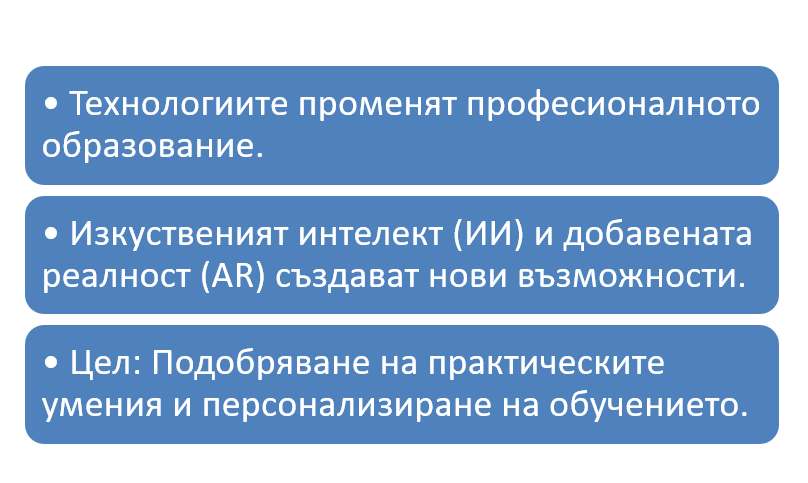 • Технологиите променят професионалното
образование.
• Изкуственият интелект (ИИ) и добавената
реалност (AR) създават нови възможности.
• Цел: Подобряване на практическите
умения и персонализиране на обучението.